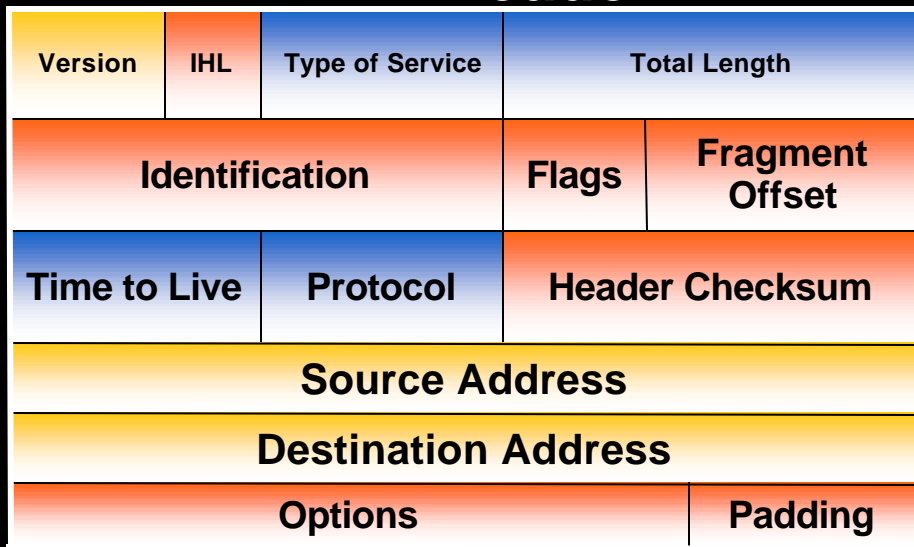 Version IHL Type of Service Total Length
Identification Flags Fragment
Offset
Time to Live Protocol Header Checksum
Source Address
Destination Address
Options Padding